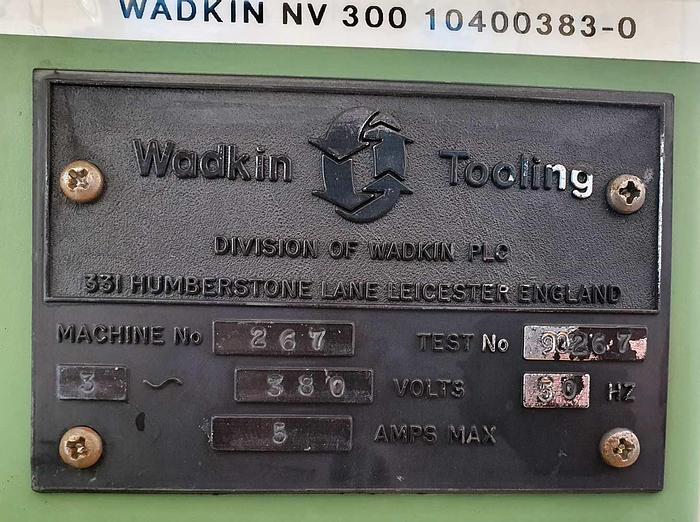 WADKIN NV 300 10400383-0
Wadkin Tooling
DIVISION OF WADKIN PLC
331 HUMBERSTONE LANE LEICESTER ENGLAND
MACHINE No 267 TEST No 90267
3 ~ 380 VOLTS 50 HZ
5 AMPS MAX